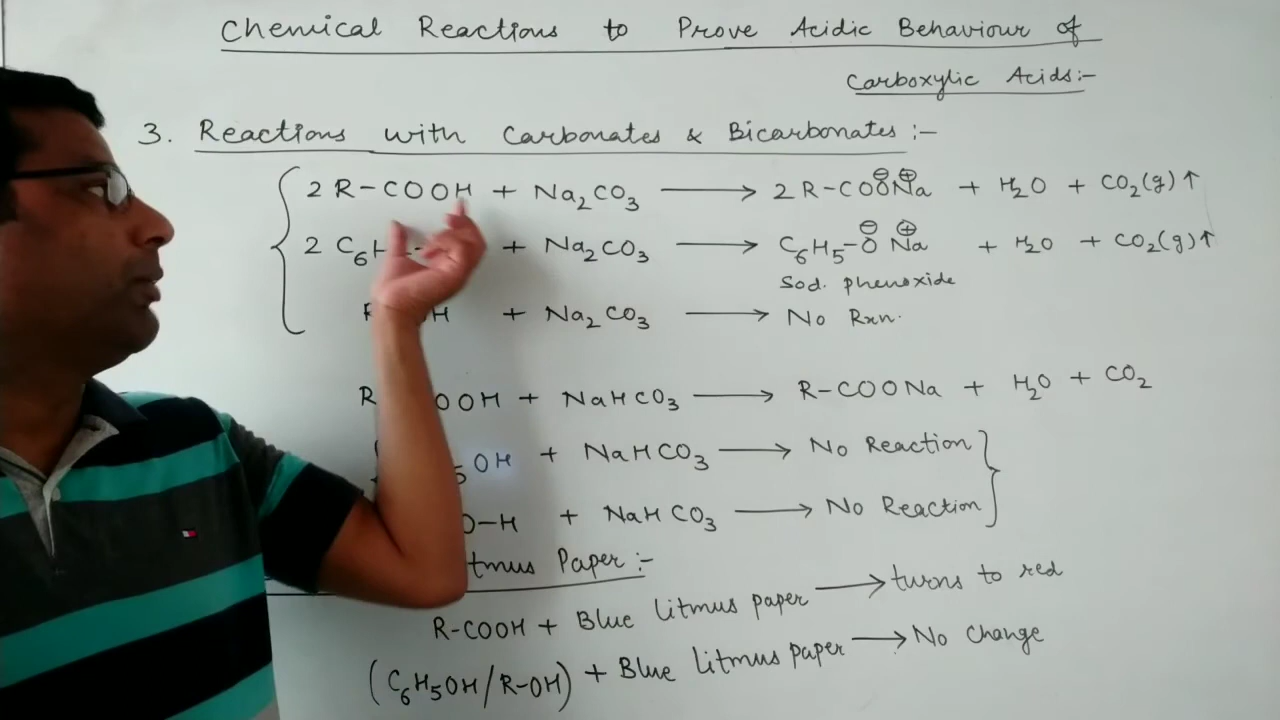 Chemical Reactions to Prove Acidic Behaviour of
Carboxylic Acids:-
3. Reactions with Carbonates & Bicarbonates :-
2 R-COOH + Na₂CO₃ → 2 R-COO⊖Na⊕ + H₂O + CO₂(g)↑
2 C₆H + Na₂CO₃ → C₆H₅-O⊖ Na⊕ + H₂O + CO₂(g)↑
Sod. phenoxide
H + Na₂CO₃ → No Rxn.
R OOH + NaHCO₃ → R-COONa + H₂O + CO₂
₅OH + NaHCO₃ → No Reaction
O-H + NaHCO₃ → No Reaction
tmus Paper :-
R-COOH + Blue litmus paper → turns to red
(C₆H₅OH/R-OH) + Blue litmus paper → No change